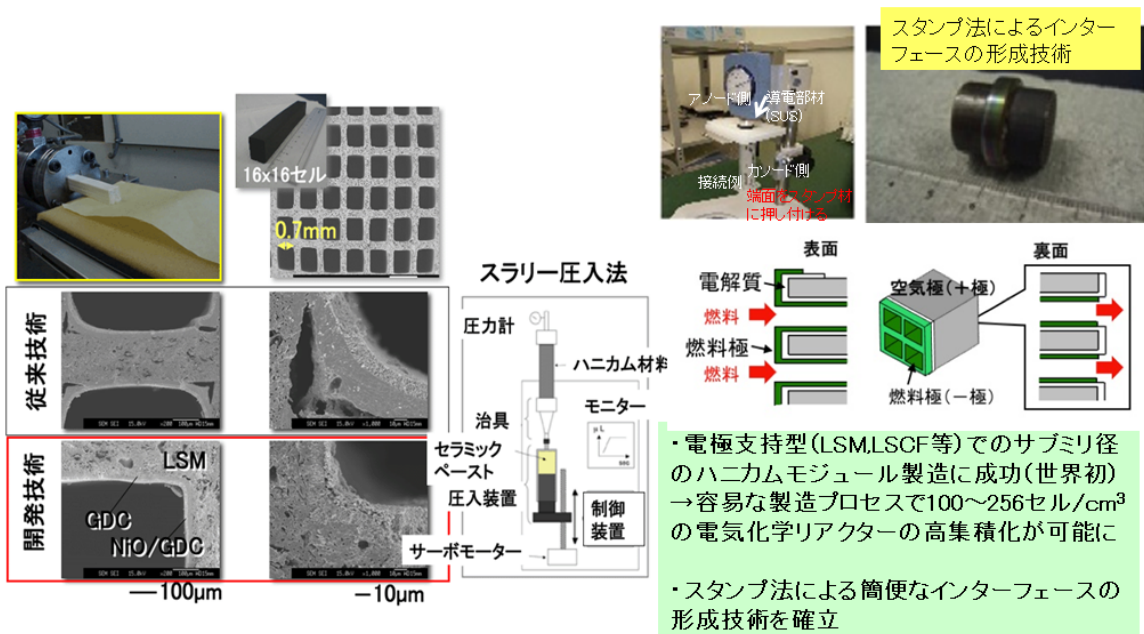 スタンプ法によるインター
フェースの形成技術
アノード側
導電部材
(SUS)
接続例
カソード側
端面をスタンプ材
に押し付ける
16x16セル
0.7mm
従来技術
開発技術
LSM
GDC
NiO/GDC
100μm
10μm
スラリー圧入法
圧力計
ハニカム材料
治具
モニター
μL
sec
セラミック
ペースト
圧入装置
制御
装置
サーボモーター
表面
裏面
電解質
燃料
燃料極
燃料
空気極(+極)
燃料極(-極)
・電極支持型(LSM,LSCF等)でのサブミリ径
のハニカムモジュール製造に成功(世界初)
→容易な製造プロセスで100~256セル/cm³
の電気化学リアクターの高集積化が可能に
・スタンプ法による簡便なインターフェースの
形成技術を確立